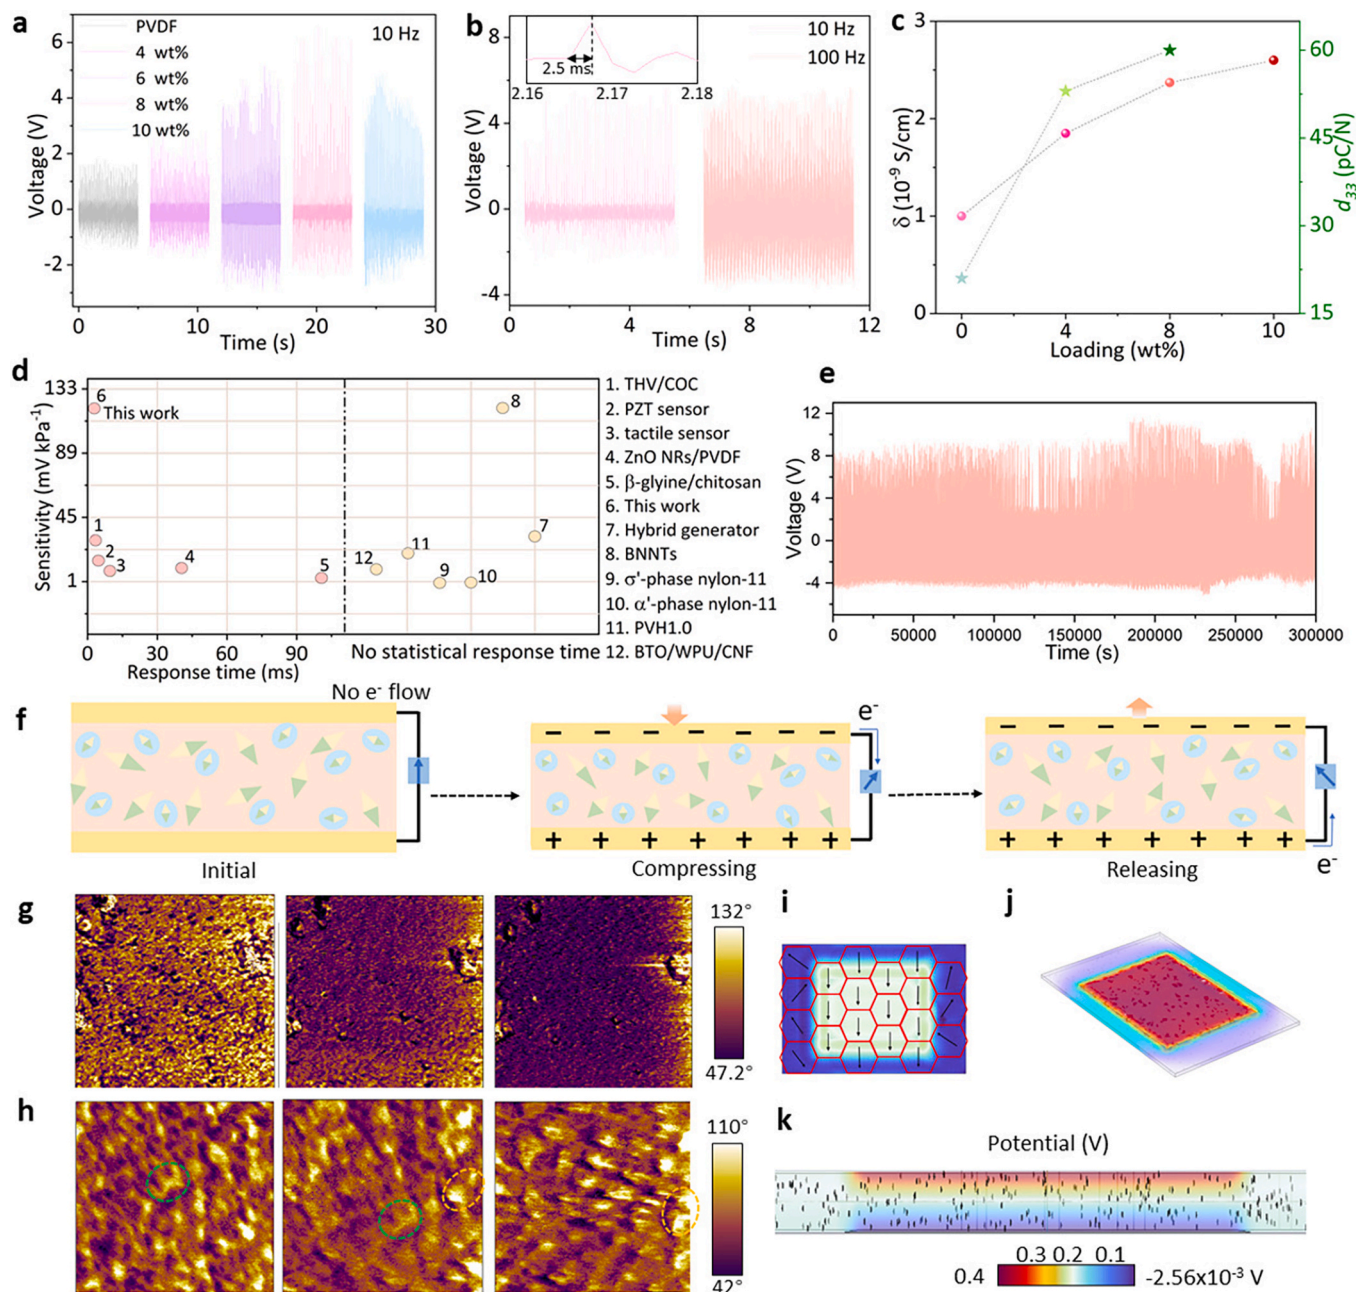 a
PVDF
4 wt%
6 wt%
8 wt%
10 wt%
10 Hz
Voltage (V)
6
4
2
0
-2
0
10
20
30
Time (s)
b
2.5 ms
2.16
2.17
2.18
10 Hz
100 Hz
Voltage (V)
8
4
0
-4
0
4
8
12
Time (s)
c
δ (10⁻⁹ S/cm)
3
2
1
0
d₃₃ (pC/N)
60
45
30
15
0
4
8
10
Loading (wt%)
d
Sensitivity (mV kPa⁻¹)
133
89
45
1
6
This work
8
1
2
3
4
5
12
11
9
10
7
0
30
60
90
Response time (ms)
No statistical response time
1. THV/COC
2. PZT sensor
3. tactile sensor
4. ZnO NRs/PVDF
5. β-glyine/chitosan
6. This work
7. Hybrid generator
8. BNNTs
9. σ'-phase nylon-11
10. α'-phase nylon-11
11. PVH1.0
12. BTO/WPU/CNF
e
Voltage (V)
12
8
4
0
-4
0
50000
100000
150000
200000
250000
300000
Time (s)
f
No e⁻ flow
Initial
e⁻
Compressing
Releasing
e⁻
g
132°
47.2°
h
110°
42°
i
j
k
Potential (V)
0.4
0.3
0.2
0.1
-2.56x10⁻³ V